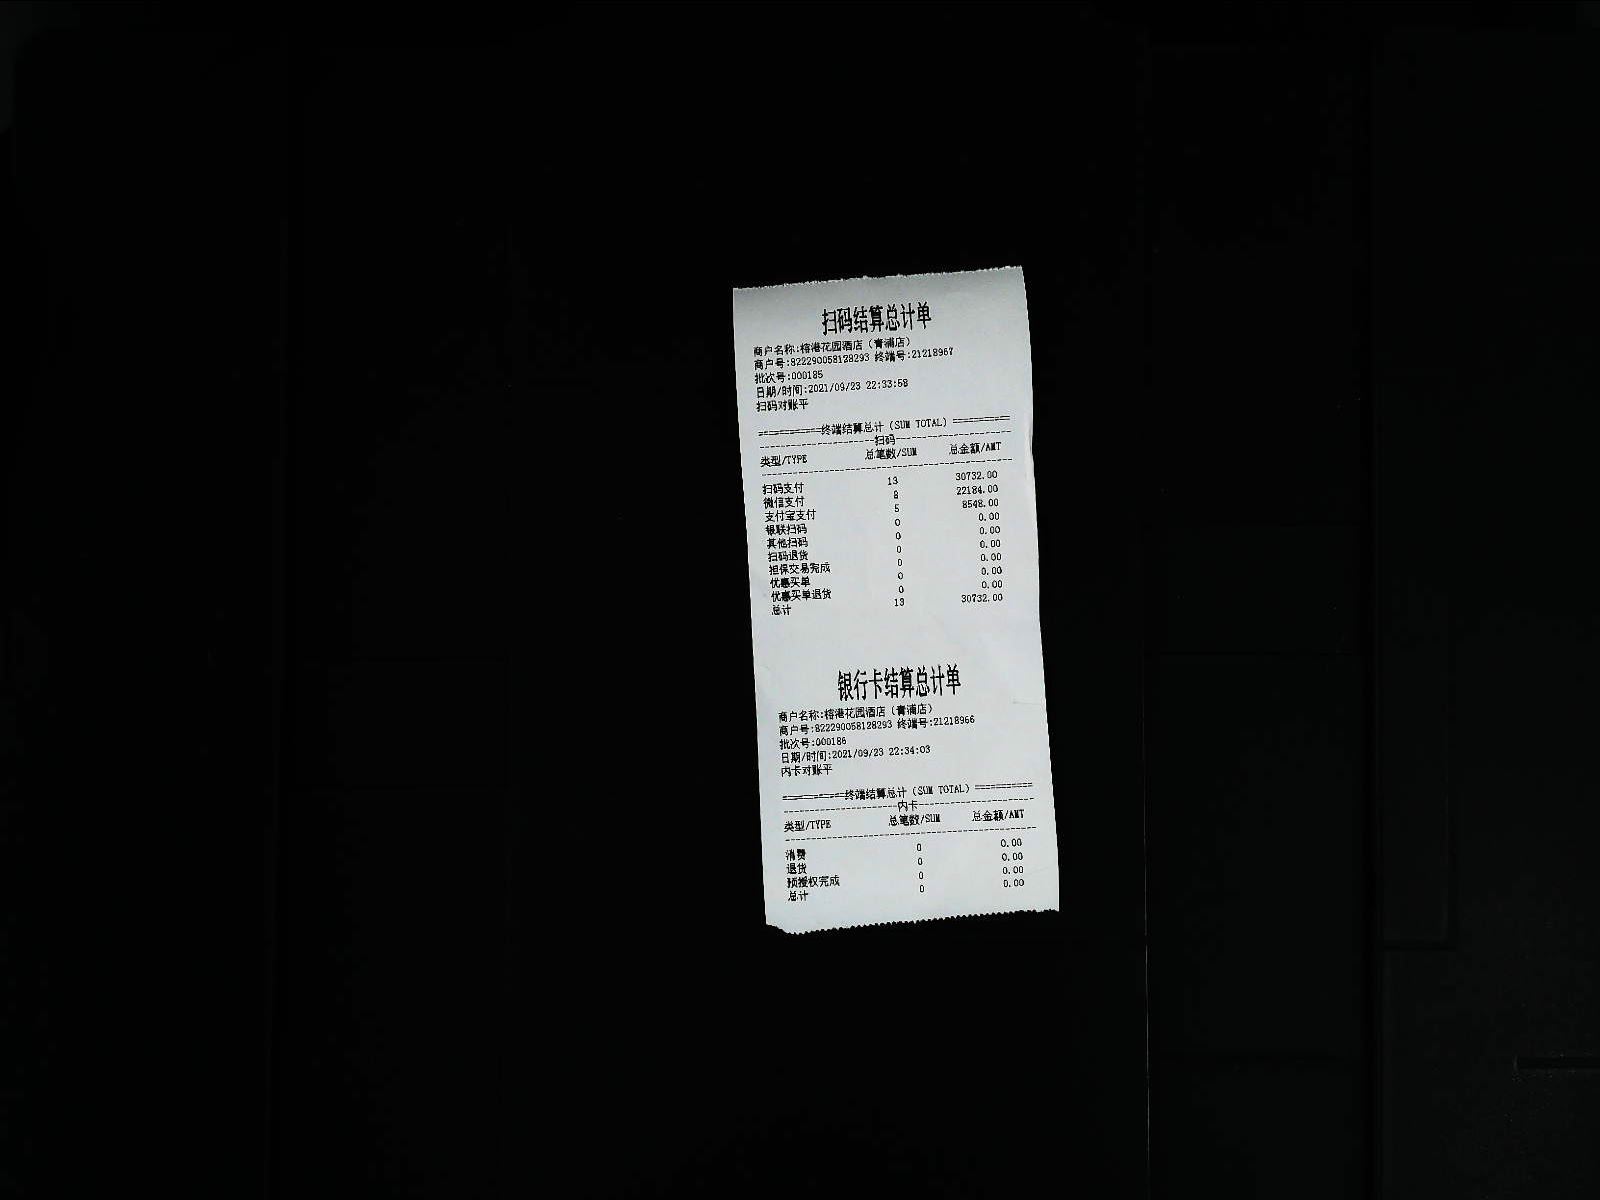 扫码结算总计单
商户名称:榕港花园酒店（青浦店）
商户号:822290058128293 终端号:21218967
批次号:000185
日期/时间:2021/09/23 22:33:58
扫码对账平
============终端结算总计（SUM TOTAL）===========
----------------------扫码----------------------
类型/TYPE 总笔数/SUM 总金额/AMT
扫码支付 13 30732.00
微信支付 8 22184.00
支付宝支付 5 8548.00
银联扫码 0 0.00
其他扫码 0 0.00
扫码退货 0 0.00
担保交易完成 0 0.00
优惠买单 0 0.00
优惠买单退货 0 0.00
总计 13 30732.00
银行卡结算总计单
商户名称:榕港花园酒店（青浦店）
商户号:822290058128293 终端号:21218966
批次号:000186
日期/时间:2021/09/23 22:34:03
内卡对账平
============终端结算总计（SUM TOTAL）===========
----------------------内卡----------------------
类型/TYPE 总笔数/SUM 总金额/AMT
消费 0 0.00
退货 0 0.00
预授权完成 0 0.00
总计 0 0.00